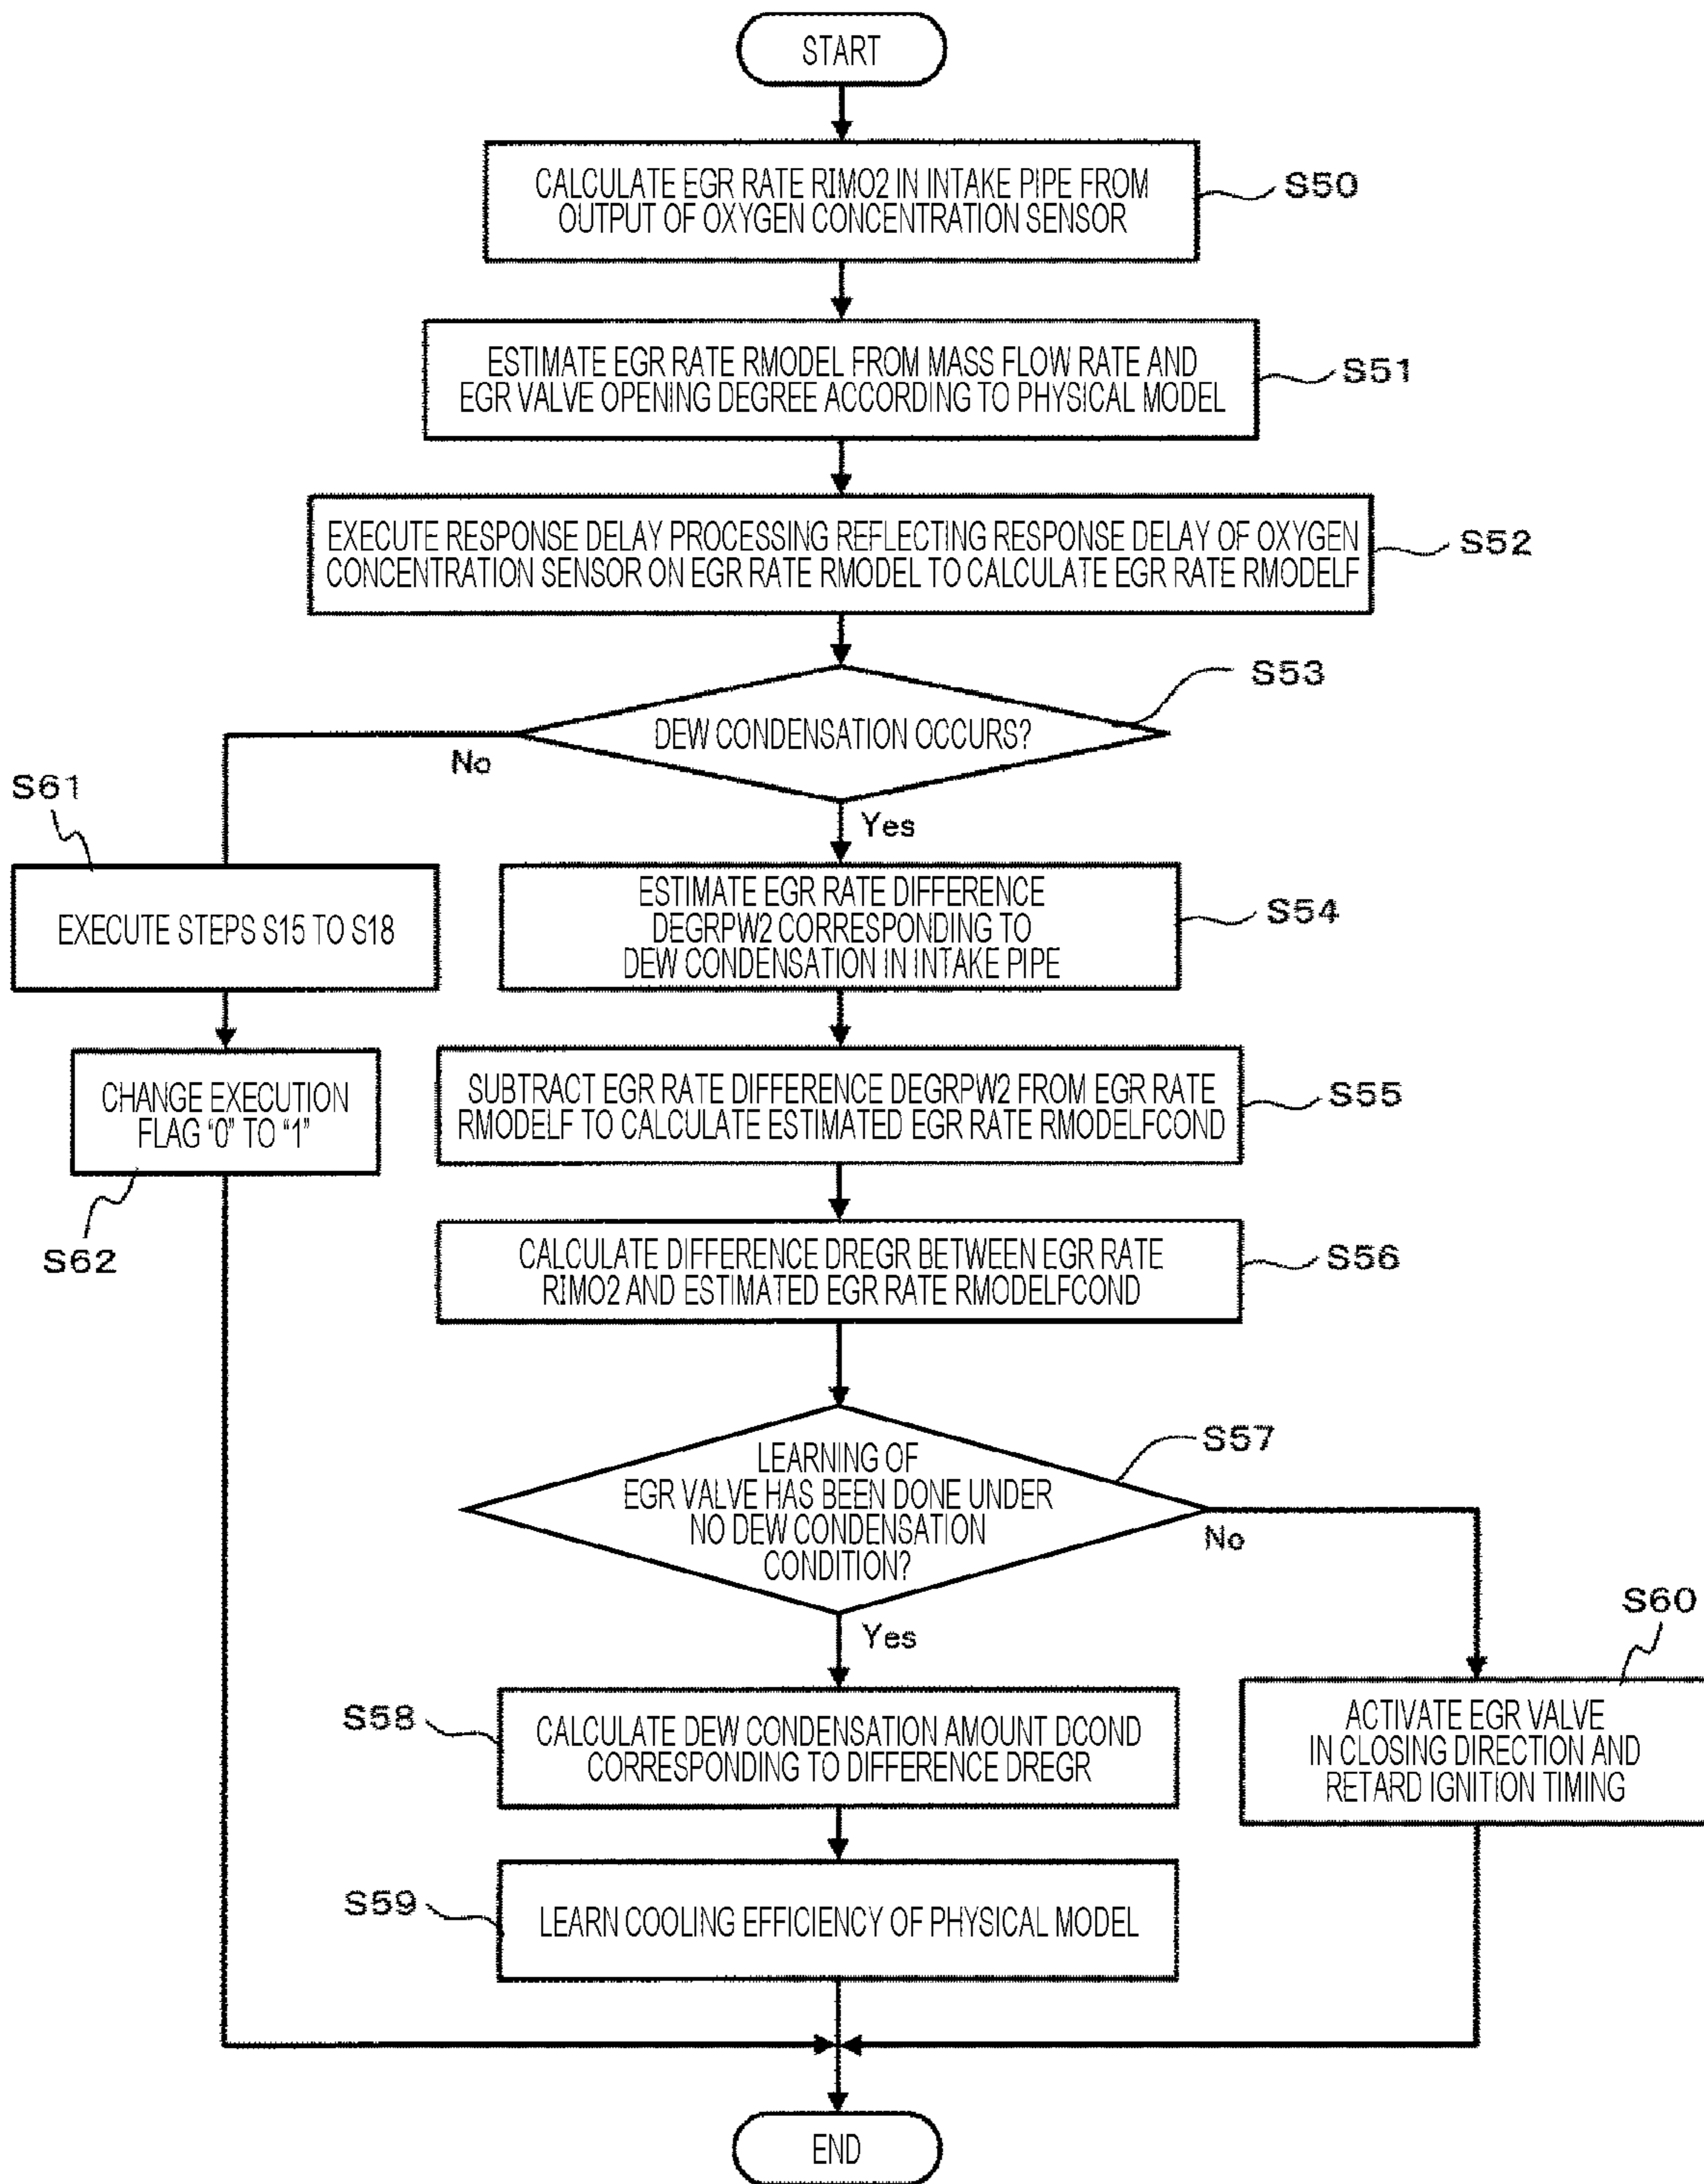 START
CALCULATE EGR RATE RIMO2 IN INTAKE PIPE FROM
OUTPUT OF OXYGEN CONCENTRATION SENSOR
S50
ESTIMATE EGR RATE RMODEL FROM MASS FLOW RATE AND
EGR VALVE OPENING DEGREE ACCORDING TO PHYSICAL MODEL
S51
EXECUTE RESPONSE DELAY PROCESSING REFLECTING RESPONSE DELAY OF OXYGEN
CONCENTRATION SENSOR ON EGR RATE RMODEL TO CALCULATE EGR RATE RMODELF
S52
DEW CONDENSATION OCCURS?
S53
No
Yes
S61
EXECUTE STEPS S15 TO S18
CHANGE EXECUTION
FLAG "0" TO "1"
S62
ESTIMATE EGR RATE DIFFERENCE
DEGRPW2 CORRESPONDING TO
DEW CONDENSATION IN INTAKE PIPE
S54
SUBTRACT EGR RATE DIFFERENCE DEGRPW2 FROM EGR RATE
RMODELF TO CALCULATE ESTIMATED EGR RATE RMODELFCOND
S55
CALCULATE DIFFERENCE DREGR BETWEEN EGR RATE
RIMO2 AND ESTIMATED EGR RATE RMODELFCOND
S56
LEARNING OF
EGR VALVE HAS BEEN DONE UNDER
NO DEW CONDENSATION
CONDITION?
S57
No
Yes
S58
CALCULATE DEW CONDENSATION AMOUNT DCOND
CORRESPONDING TO DIFFERENCE DREGR
S59
LEARN COOLING EFFICIENCY OF PHYSICAL MODEL
S60
ACTIVATE EGR VALVE
IN CLOSING DIRECTION AND
RETARD IGNITION TIMING
END